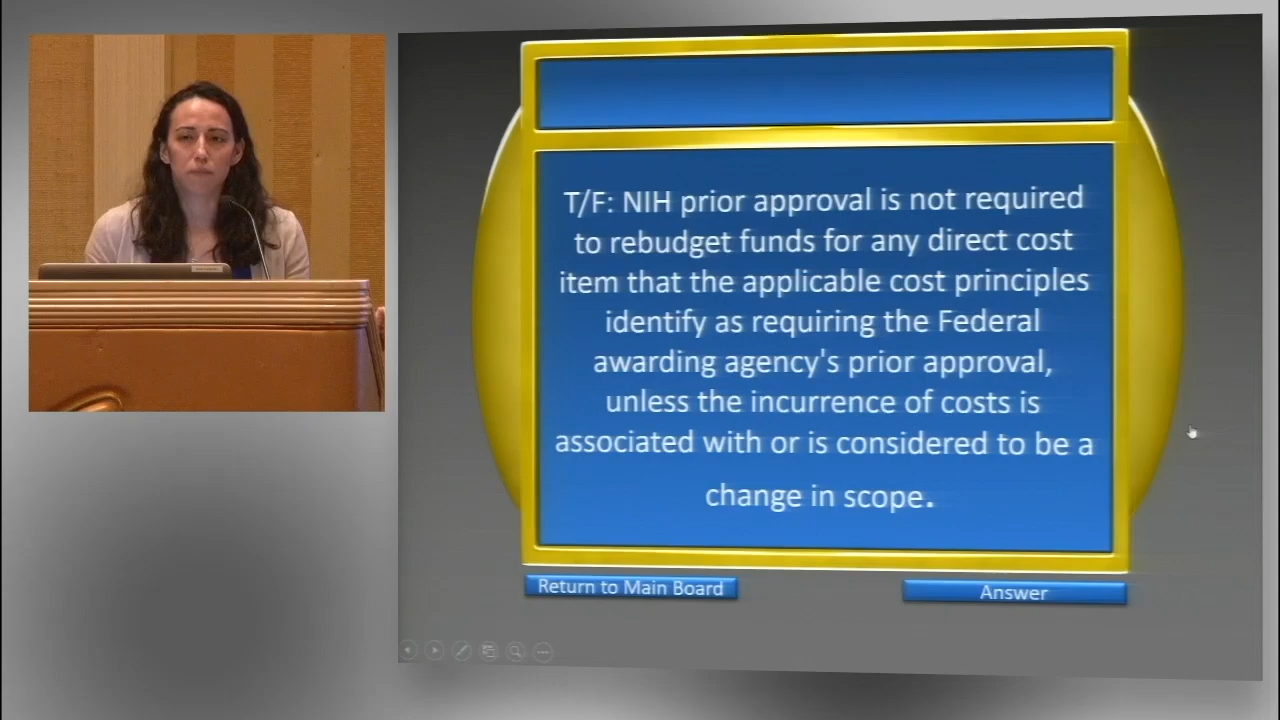 T/F: NIH prior approval is not required
to rebudget funds for any direct cost
item that the applicable cost principles
identify as requiring the Federal
awarding agency's prior approval,
unless the incurrence of costs is
associated with or is considered to be a
change in scope.
Return to Main Board
Answer